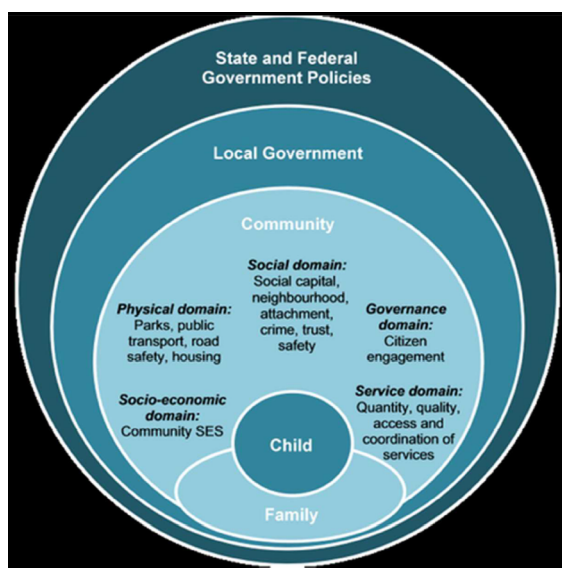 State and Federal
Government Policies
Local Government
Community
Social domain:
Social capital,
neighbourhood,
attachment,
crime, trust,
safety
Physical domain:
Parks, public
transport, road
safety, housing
Governance
domain:
Citizen
engagement
Socio-economic
domain:
Community SES
Service domain:
Quantity, quality,
access and
coordination of
services
Child
Family